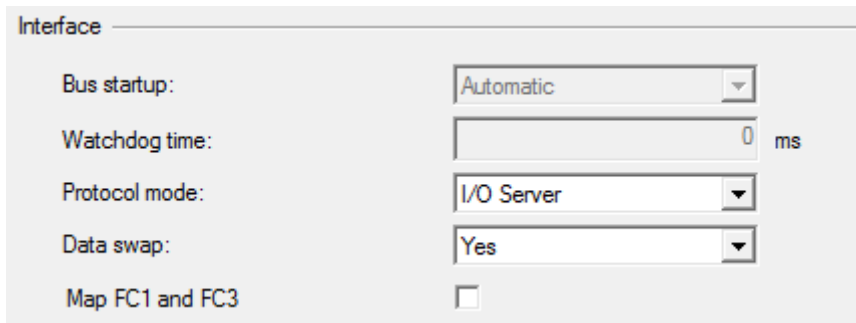 Interface
Bus startup: Automatic
Watchdog time: 0 ms
Protocol mode: I/O Server
Data swap: Yes
Map FC1 and FC3